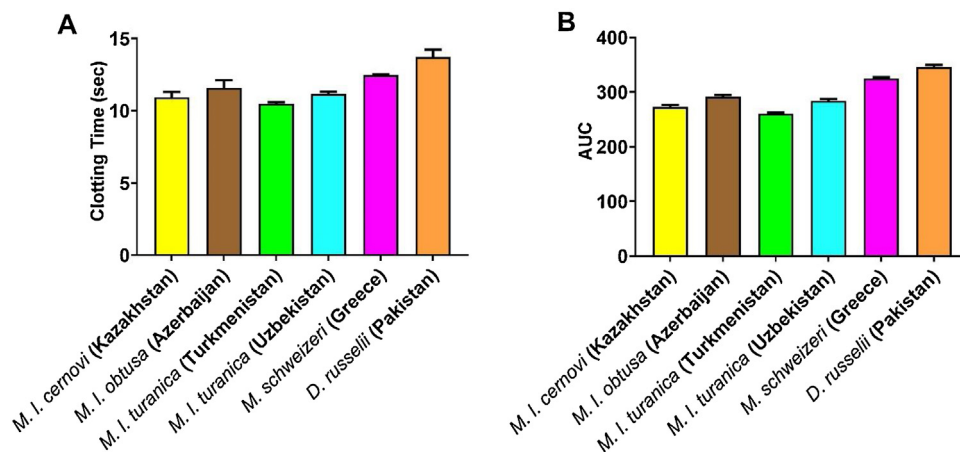 A
15
10
5
0
Clotting Time (sec)
M. l. cernovi (Kazakhstan)
M. l. obtusa (Azerbaijan)
M. l. turanica (Turkmenistan)
M. l. turanica (Uzbekistan)
M. schweizeri (Greece)
D. russelii (Pakistan)
B
400
300
200
100
0
AUC
M. l. cernovi (Kazakhstan)
M. l. obtusa (Azerbaijan)
M. l. turanica (Turkmenistan)
M. l. turanica (Uzbekistan)
M. schweizeri (Greece)
D. russelii (Pakistan)